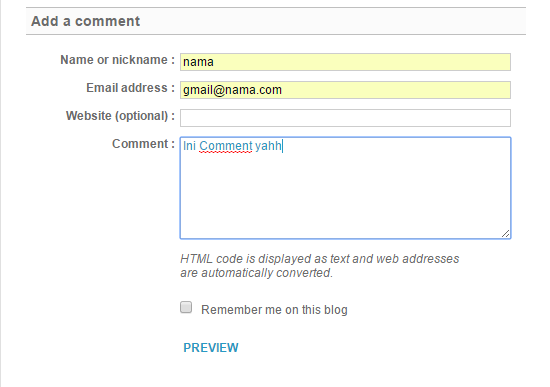 Add a comment
Name or nickname : nama
Email address : gmail@nama.com
Website (optional) :
Comment : Ini Comment yahh
HTML code is displayed as text and web addresses
are automatically converted.
Remember me on this blog
PREVIEW